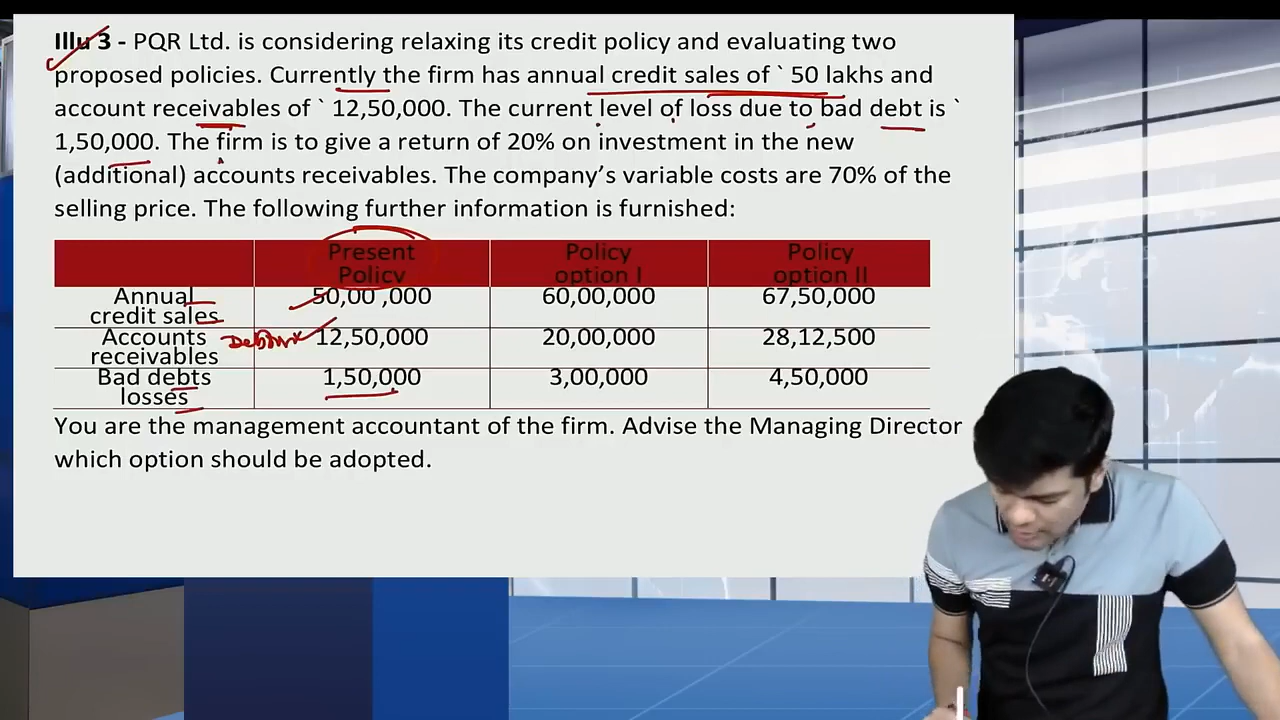 Illu 3 - PQR Ltd. is considering relaxing its credit policy and evaluating two
proposed policies. Currently the firm has annual credit sales of ` 50 lakhs and
account receivables of ` 12,50,000. The current level of loss due to bad debt is `
1,50,000. The firm is to give a return of 20% on investment in the new
(additional) accounts receivables. The company’s variable costs are 70% of the
selling price. The following further information is furnished:
Present Policy
Policy option I
Policy option II
Annual credit sales
50,00 ,000
60,00,000
67,50,000
Accounts receivables
Debtors
12,50,000
20,00,000
28,12,500
Bad debts losses
1,50,000
3,00,000
4,50,000
You are the management accountant of the firm. Advise the Managing Director
which option should be adopted.